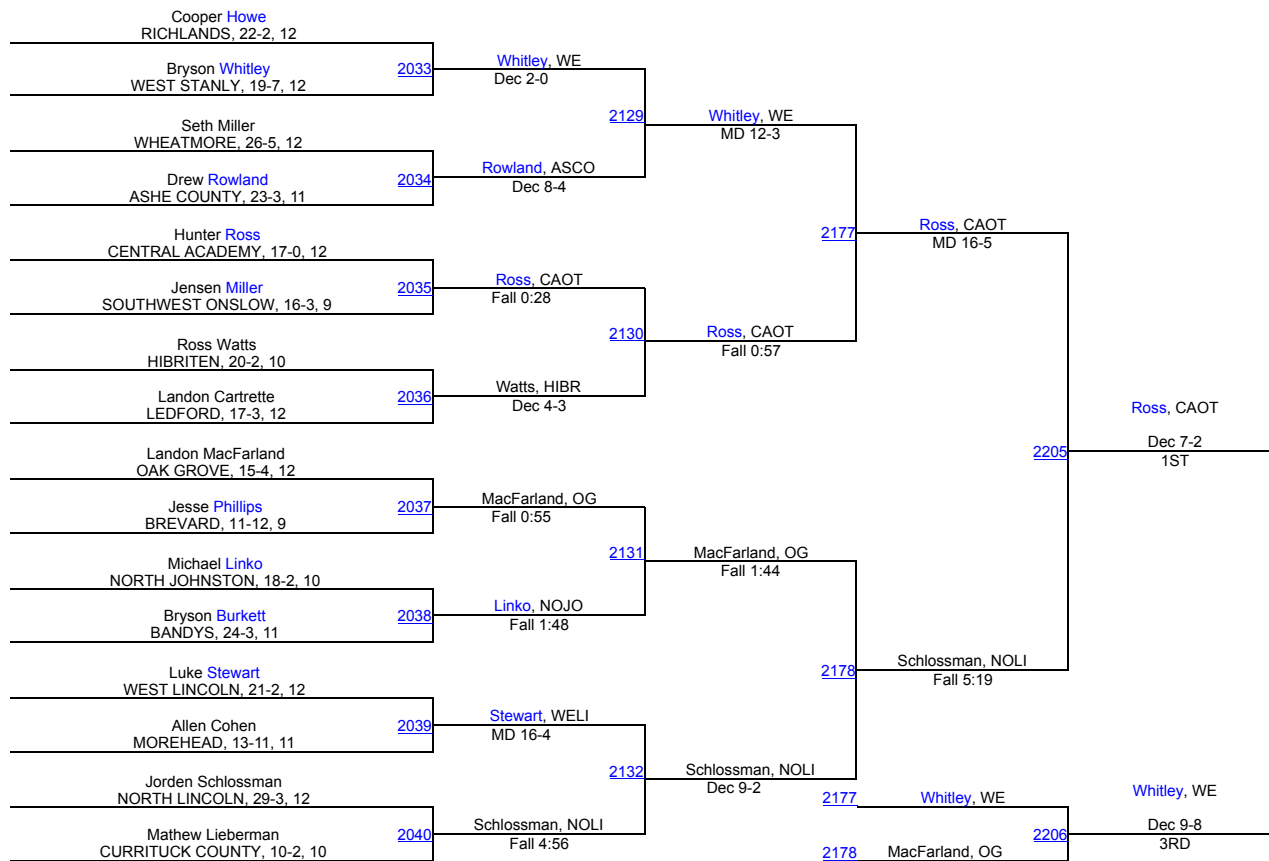 Cooper Howe
RICHLANDS, 22-2, 12
Bryson Whitley
WEST STANLY, 19-7, 12
2033
Whitley, WE
Dec 2-0
Seth Miller
WHEATMORE, 26-5, 12
Drew Rowland
ASHE COUNTY, 23-3, 11
2034
Rowland, ASCO
Dec 8-4
2129
Whitley, WE
MD 12-3
Hunter Ross
CENTRAL ACADEMY, 17-0, 12
Jensen Miller
SOUTHWEST ONSLOW, 16-3, 9
2035
Ross, CAOT
Fall 0:28
Ross Watts
HIBRITEN, 20-2, 10
Landon Cartrette
LEDFORD, 17-3, 12
2036
Watts, HIBR
Dec 4-3
2130
Ross, CAOT
Fall 0:57
2177
Ross, CAOT
MD 16-5
Landon MacFarland
OAK GROVE, 15-4, 12
Jesse Phillips
BREVARD, 11-12, 9
2037
MacFarland, OG
Fall 0:55
Michael Linko
NORTH JOHNSTON, 18-2, 10
Bryson Burkett
BANDYS, 24-3, 11
2038
Linko, NOJO
Fall 1:48
2131
MacFarland, OG
Fall 1:44
Luke Stewart
WEST LINCOLN, 21-2, 12
Allen Cohen
MOREHEAD, 13-11, 11
2039
Stewart, WELI
MD 16-4
Jorden Schlossman
NORTH LINCOLN, 29-3, 12
Mathew Lieberman
CURRITUCK COUNTY, 10-2, 10
2040
Schlossman, NOLI
Fall 4:56
2132
Schlossman, NOLI
Dec 9-2
2178
Schlossman, NOLI
Fall 5:19
2205
Ross, CAOT
Dec 7-2
1ST
2177
Whitley, WE
2178
MacFarland, OG
2206
Whitley, WE
Dec 9-8
3RD